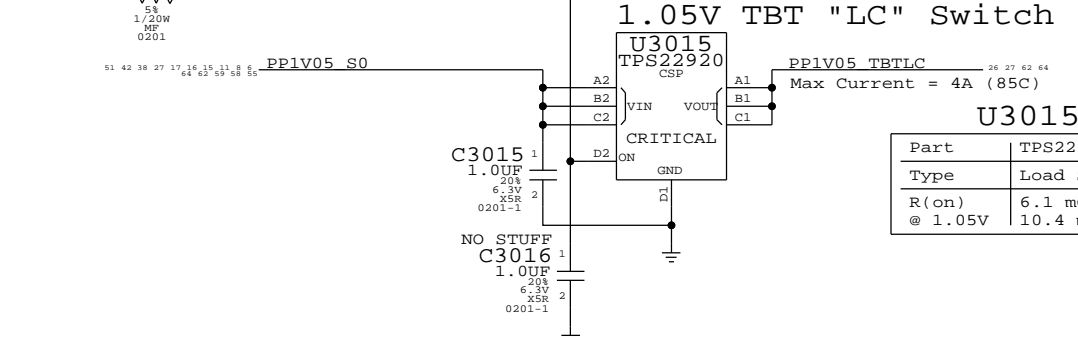 5%
1/20W
MF
0201
1.05V TBT "LC" Switch
U3015
TPS22920
CSP
51 42 38 27 17 16 15 11 8 6
64 62 59 58 55
PP1V05 S0
PP1V05 TBTLC
26 27 62 64
Max Current = 4A (85C)
A2
B2
C2
VIN
VOUT
A1
B1
C1
CRITICAL
D2
ON
GND
D1
U3015
Part
TPS22
Type
Load
R(on)
@ 1.05V
6.1 m
10.4
C3015
1
1.0UF
20%
6.3V
X5R
0201-1
2
NO STUFF
C3016
1
1.0UF
20%
6.3V
X5R
0201-1
2